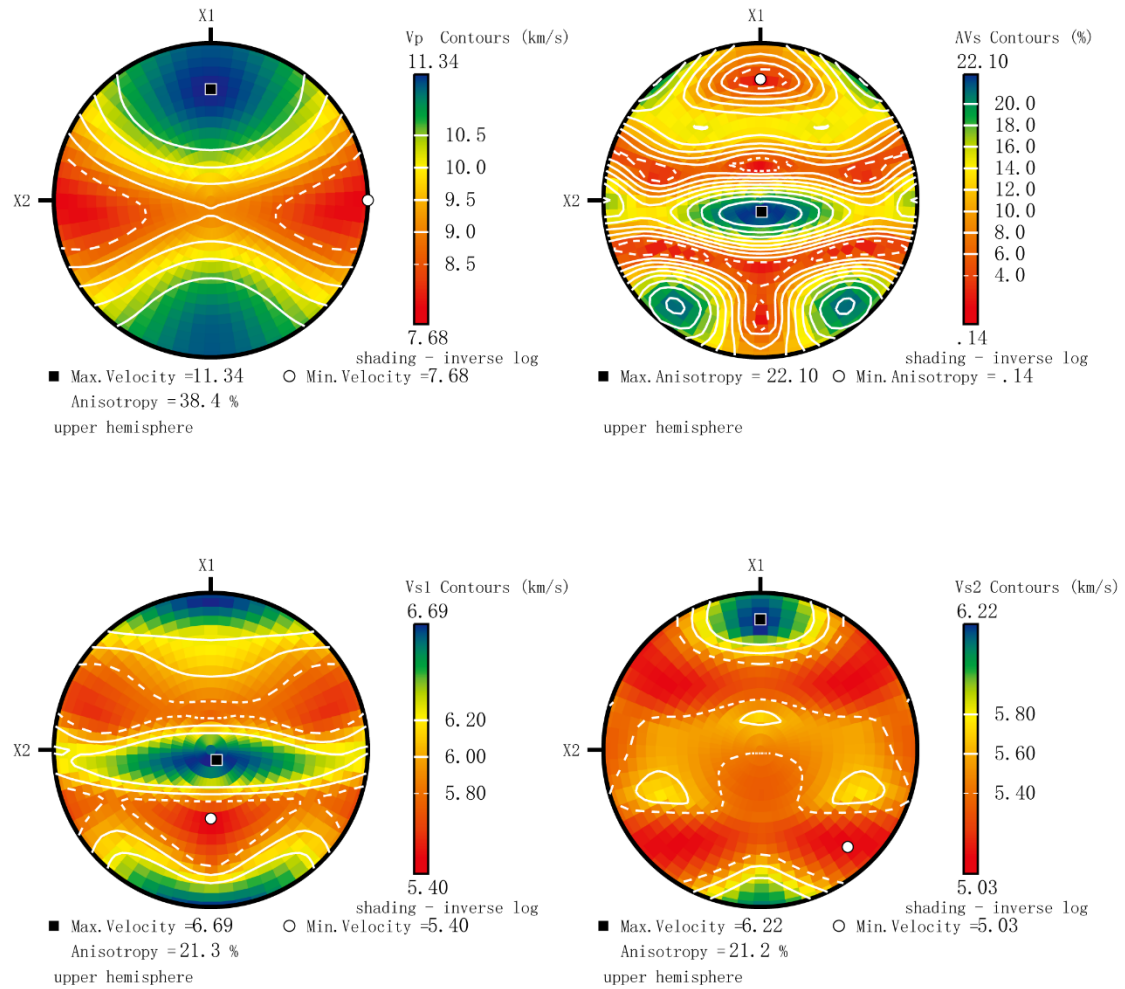 X1
Vp Contours (km/s)
11.34
10.5
10.0
9.5
9.0
8.5
7.68
X2
shading - inverse log
■ Max.Velocity =11.34 ○ Min.Velocity =7.68
Anisotropy =38.4 %
upper hemisphere
X1
AVs Contours (%)
22.10
20.0
18.0
16.0
14.0
12.0
10.0
8.0
6.0
4.0
.14
X2
shading - inverse log
■ Max.Anisotropy = 22.10 ○ Min.Anisotropy = .14
upper hemisphere
X1
Vs1 Contours (km/s)
6.69
6.20
6.00
5.80
5.40
X2
shading - inverse log
■ Max.Velocity =6.69 ○ Min.Velocity =5.40
Anisotropy =21.3 %
upper hemisphere
X1
Vs2 Contours (km/s)
6.22
5.80
5.60
5.40
5.03
X2
shading - inverse log
■ Max.Velocity =6.22 ○ Min.Velocity =5.03
Anisotropy =21.2 %
upper hemisphere